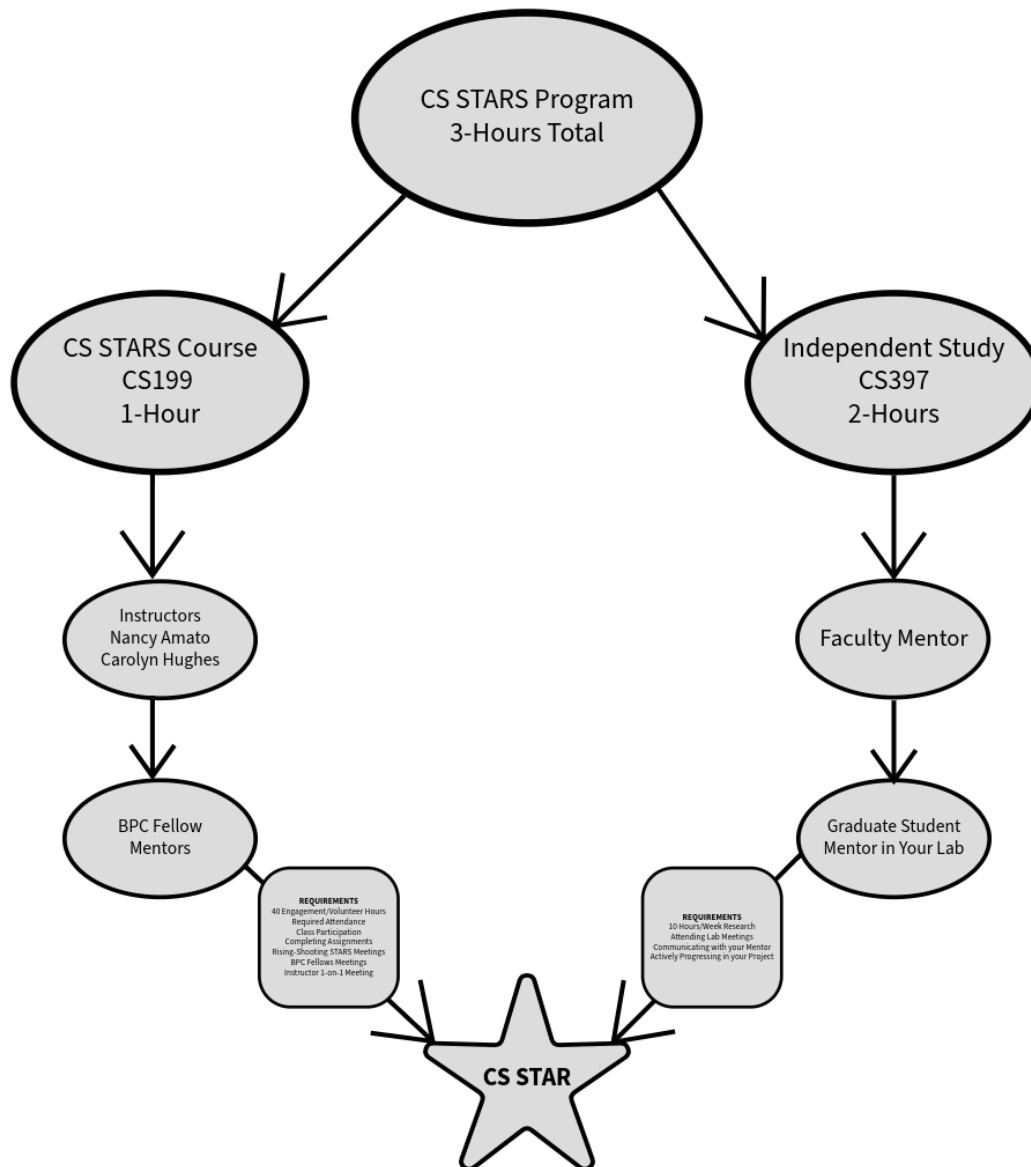 CS STARS Program
3-Hours Total
CS STARS Course
CS199
1-Hour
Independent Study
CS397
2-Hours
Instructors
Nancy Amato
Carolyn Hughes
Faculty Mentor
BPC Fellow
Mentors
Graduate Student
Mentor in Your Lab
REQUIREMENTS
40 Engagement/Volunteer Hours
Required Attendance
Class Participation
Completing Assignments
Rising-Shooting STARS Meetings
BPC Fellows Meetings
Instructor 1-on-1 Meeting
REQUIREMENTS
10 Hours/Week Research
Attending Lab Meetings
Communicating with your Mentor
Actively Progressing in your Project
CS STAR